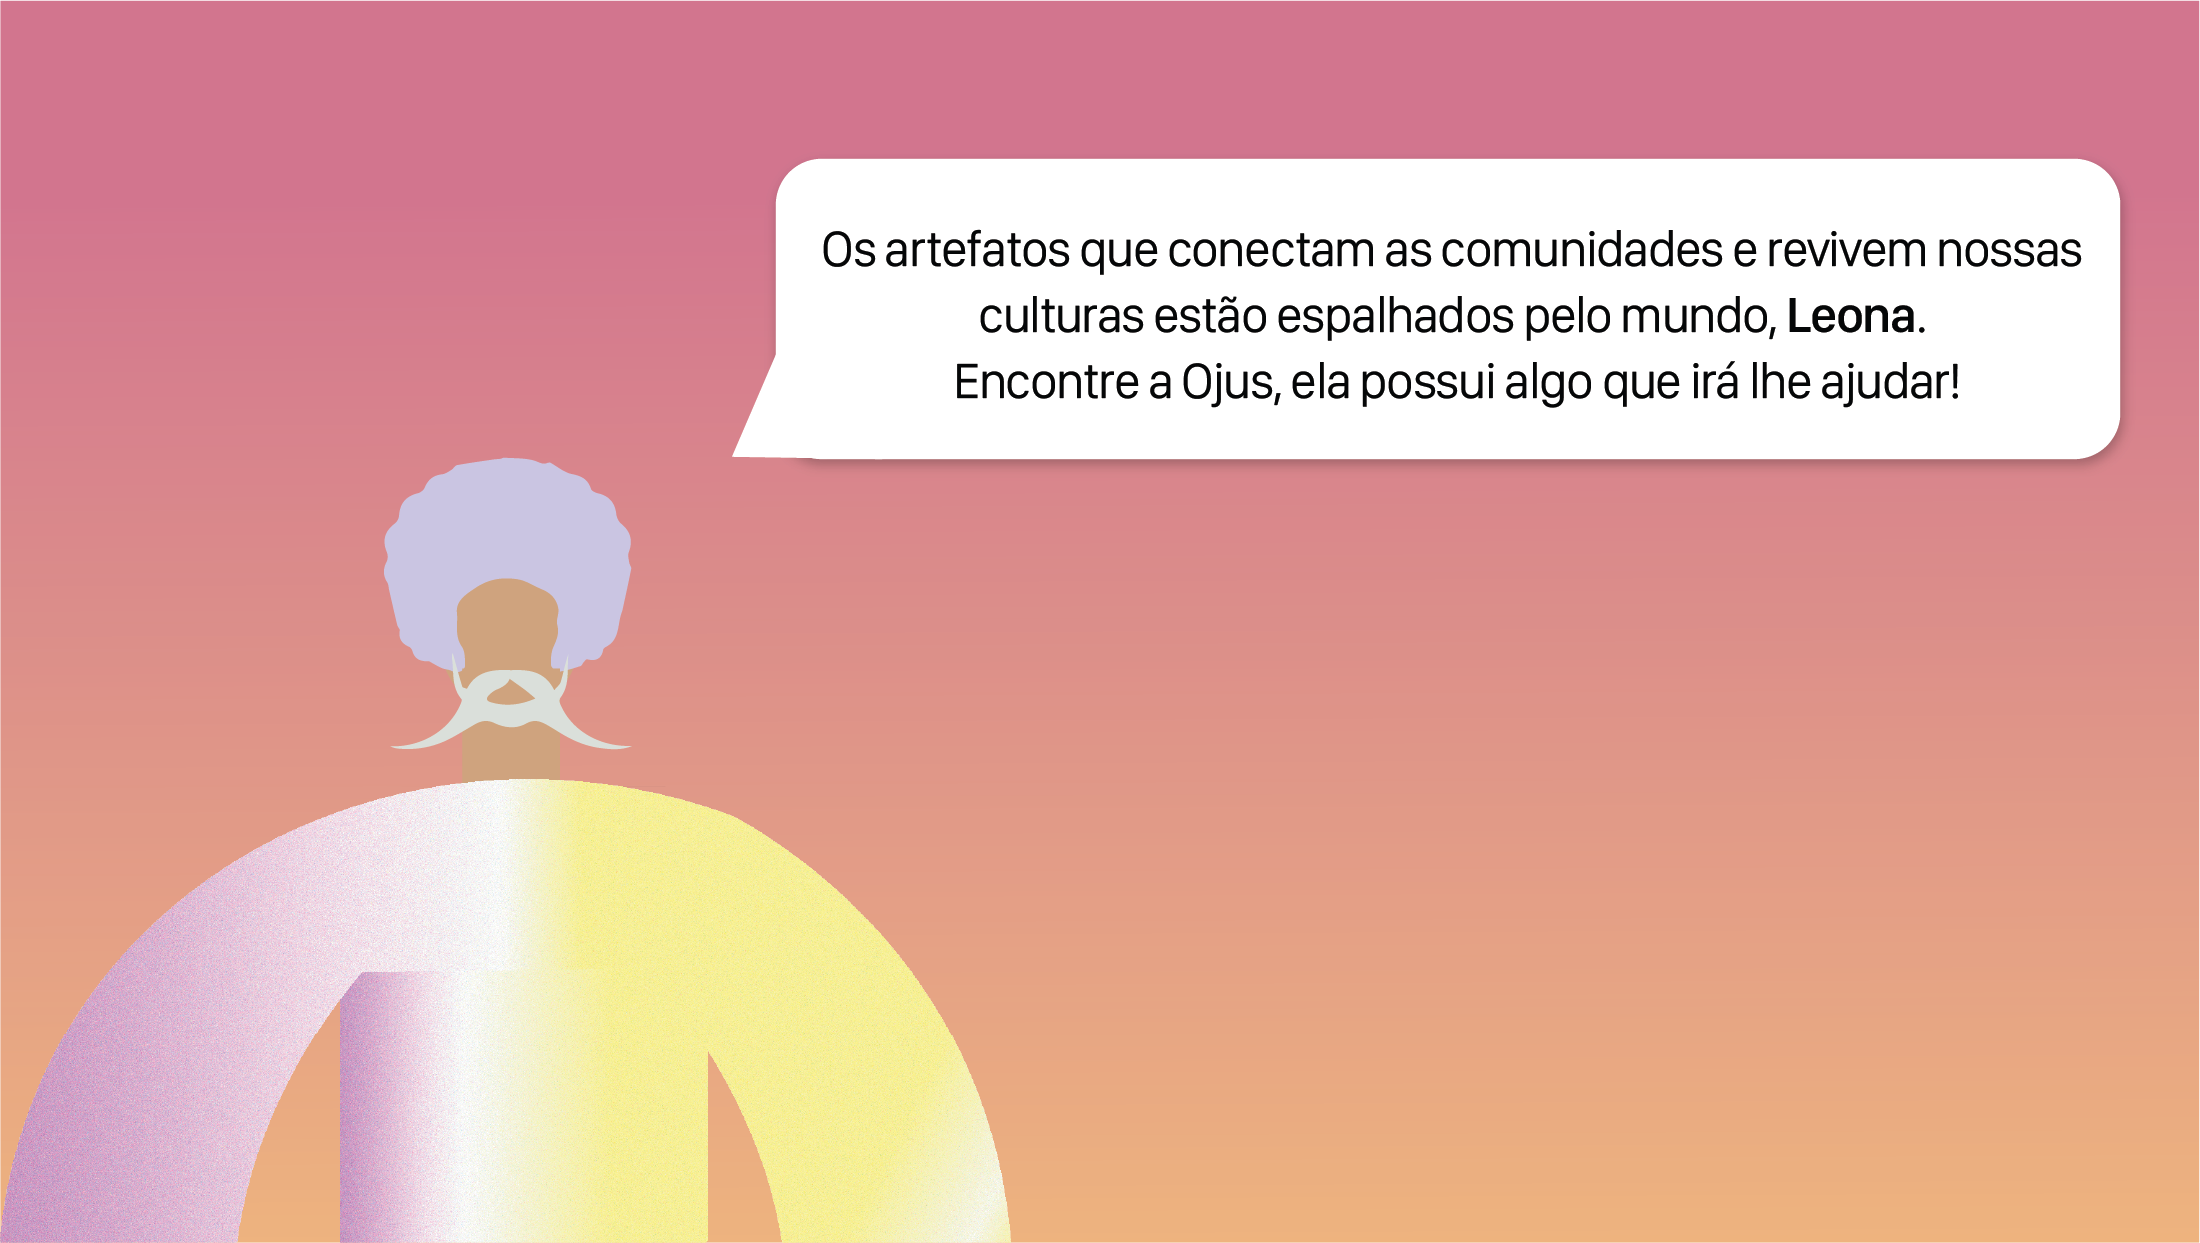 Os artefatos que conectam as comunidades e revivem nossas
culturas estão espalhados pelo mundo, Leona.
Encontre a Ojus, ela possui algo que irá lhe ajudar!